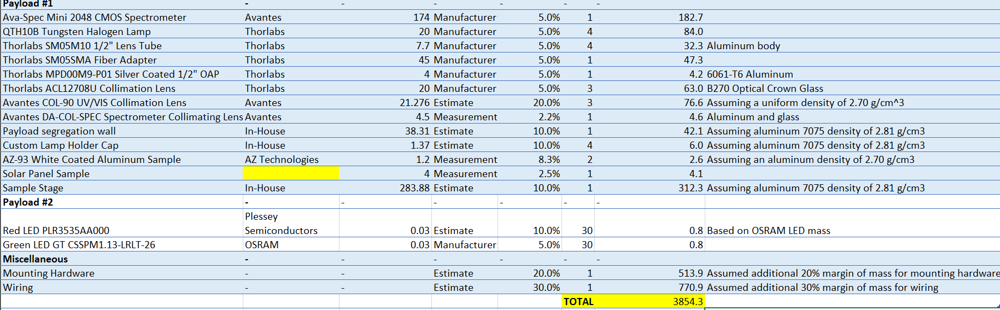 Payload #1 - - - - - -
Ava-Spec Mini 2048 CMOS Spectrometer Avantes 174 Manufacturer 5.0% 1 182.7
QTH10B Tungsten Halogen Lamp Thorlabs 20 Manufacturer 5.0% 4 84.0
Thorlabs SM05M10 1/2" Lens Tube Thorlabs 7.7 Manufacturer 5.0% 4 32.3 Aluminum body
Thorlabs SM05SMA Fiber Adapter Thorlabs 45 Manufacturer 5.0% 1 47.3
Thorlabs MPD00M9-P01 Silver Coated 1/2" OAP Thorlabs 4 Manufacturer 5.0% 1 4.2 6061-T6 Aluminum
Thorlabs ACL12708U Collimation Lens Thorlabs 20 Manufacturer 5.0% 3 63.0 B270 Optical Crown Glass
Avantes COL-90 UV/VIS Collimation Lens Avantes 21.276 Estimate 20.0% 3 76.6 Assuming a uniform density of 2.70 g/cm^3
Avantes DA-COL-SPEC Spectrometer Collimating Lens Avantes 4.5 Measurement 2.2% 1 4.6 Aluminum and glass
Payload segregation wall In-House 38.31 Estimate 10.0% 1 42.1 Assuming aluminum 7075 density of 2.81 g/cm3
Custom Lamp Holder Cap In-House 1.37 Estimate 10.0% 4 6.0 Assuming aluminum 7075 density of 2.81 g/cm3
AZ-93 White Coated Aluminum Sample AZ Technologies 1.2 Measurement 8.3% 2 2.6 Assuming an aluminum density of 2.70 g/cm3
Solar Panel Sample 4 Measurement 2.5% 1 4.1
Sample Stage In-House 283.88 Estimate 10.0% 1 312.3 Assuming aluminum 7075 density of 2.81 g/cm3
Payload #2 - - - - - -
Plessey
Red LED PLR3535AA000 Semiconductors 0.03 Estimate 10.0% 30 0.8 Based on OSRAM LED mass
Green LED GT CSSPM1.13-LRLT-26 OSRAM 0.03 Manufacturer 5.0% 30 0.8
Miscellaneous - - - - - -
Mounting Hardware - - Estimate 20.0% 1 513.9 Assumed additional 20% margin of mass for mounting hardware
Wiring - - Estimate 30.0% 1 770.9 Assumed additional 30% margin of mass for wiring
TOTAL 3854.3